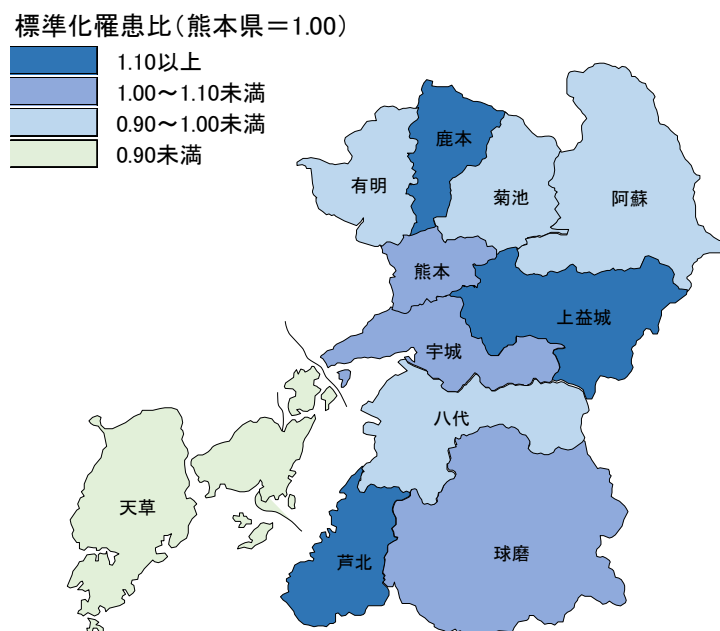 標準化罹患比(熊本県＝1.00)
1.10以上
1.00～1.10未満
0.90～1.00未満
0.90未満
鹿本
有明
菊池
阿蘇
熊本
上益城
宇城
八代
天草
球磨
芦北